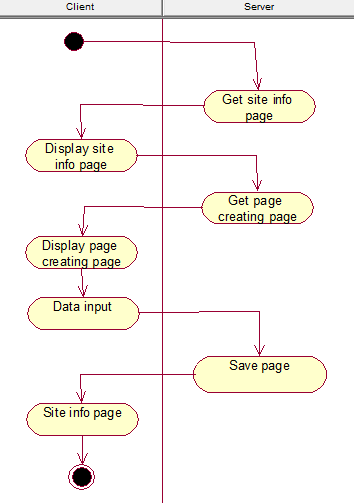 Client
Server
Get site info
page
Display site
info page
Get page
creating page
Display page
creating page
Data input
Save page
Site info page